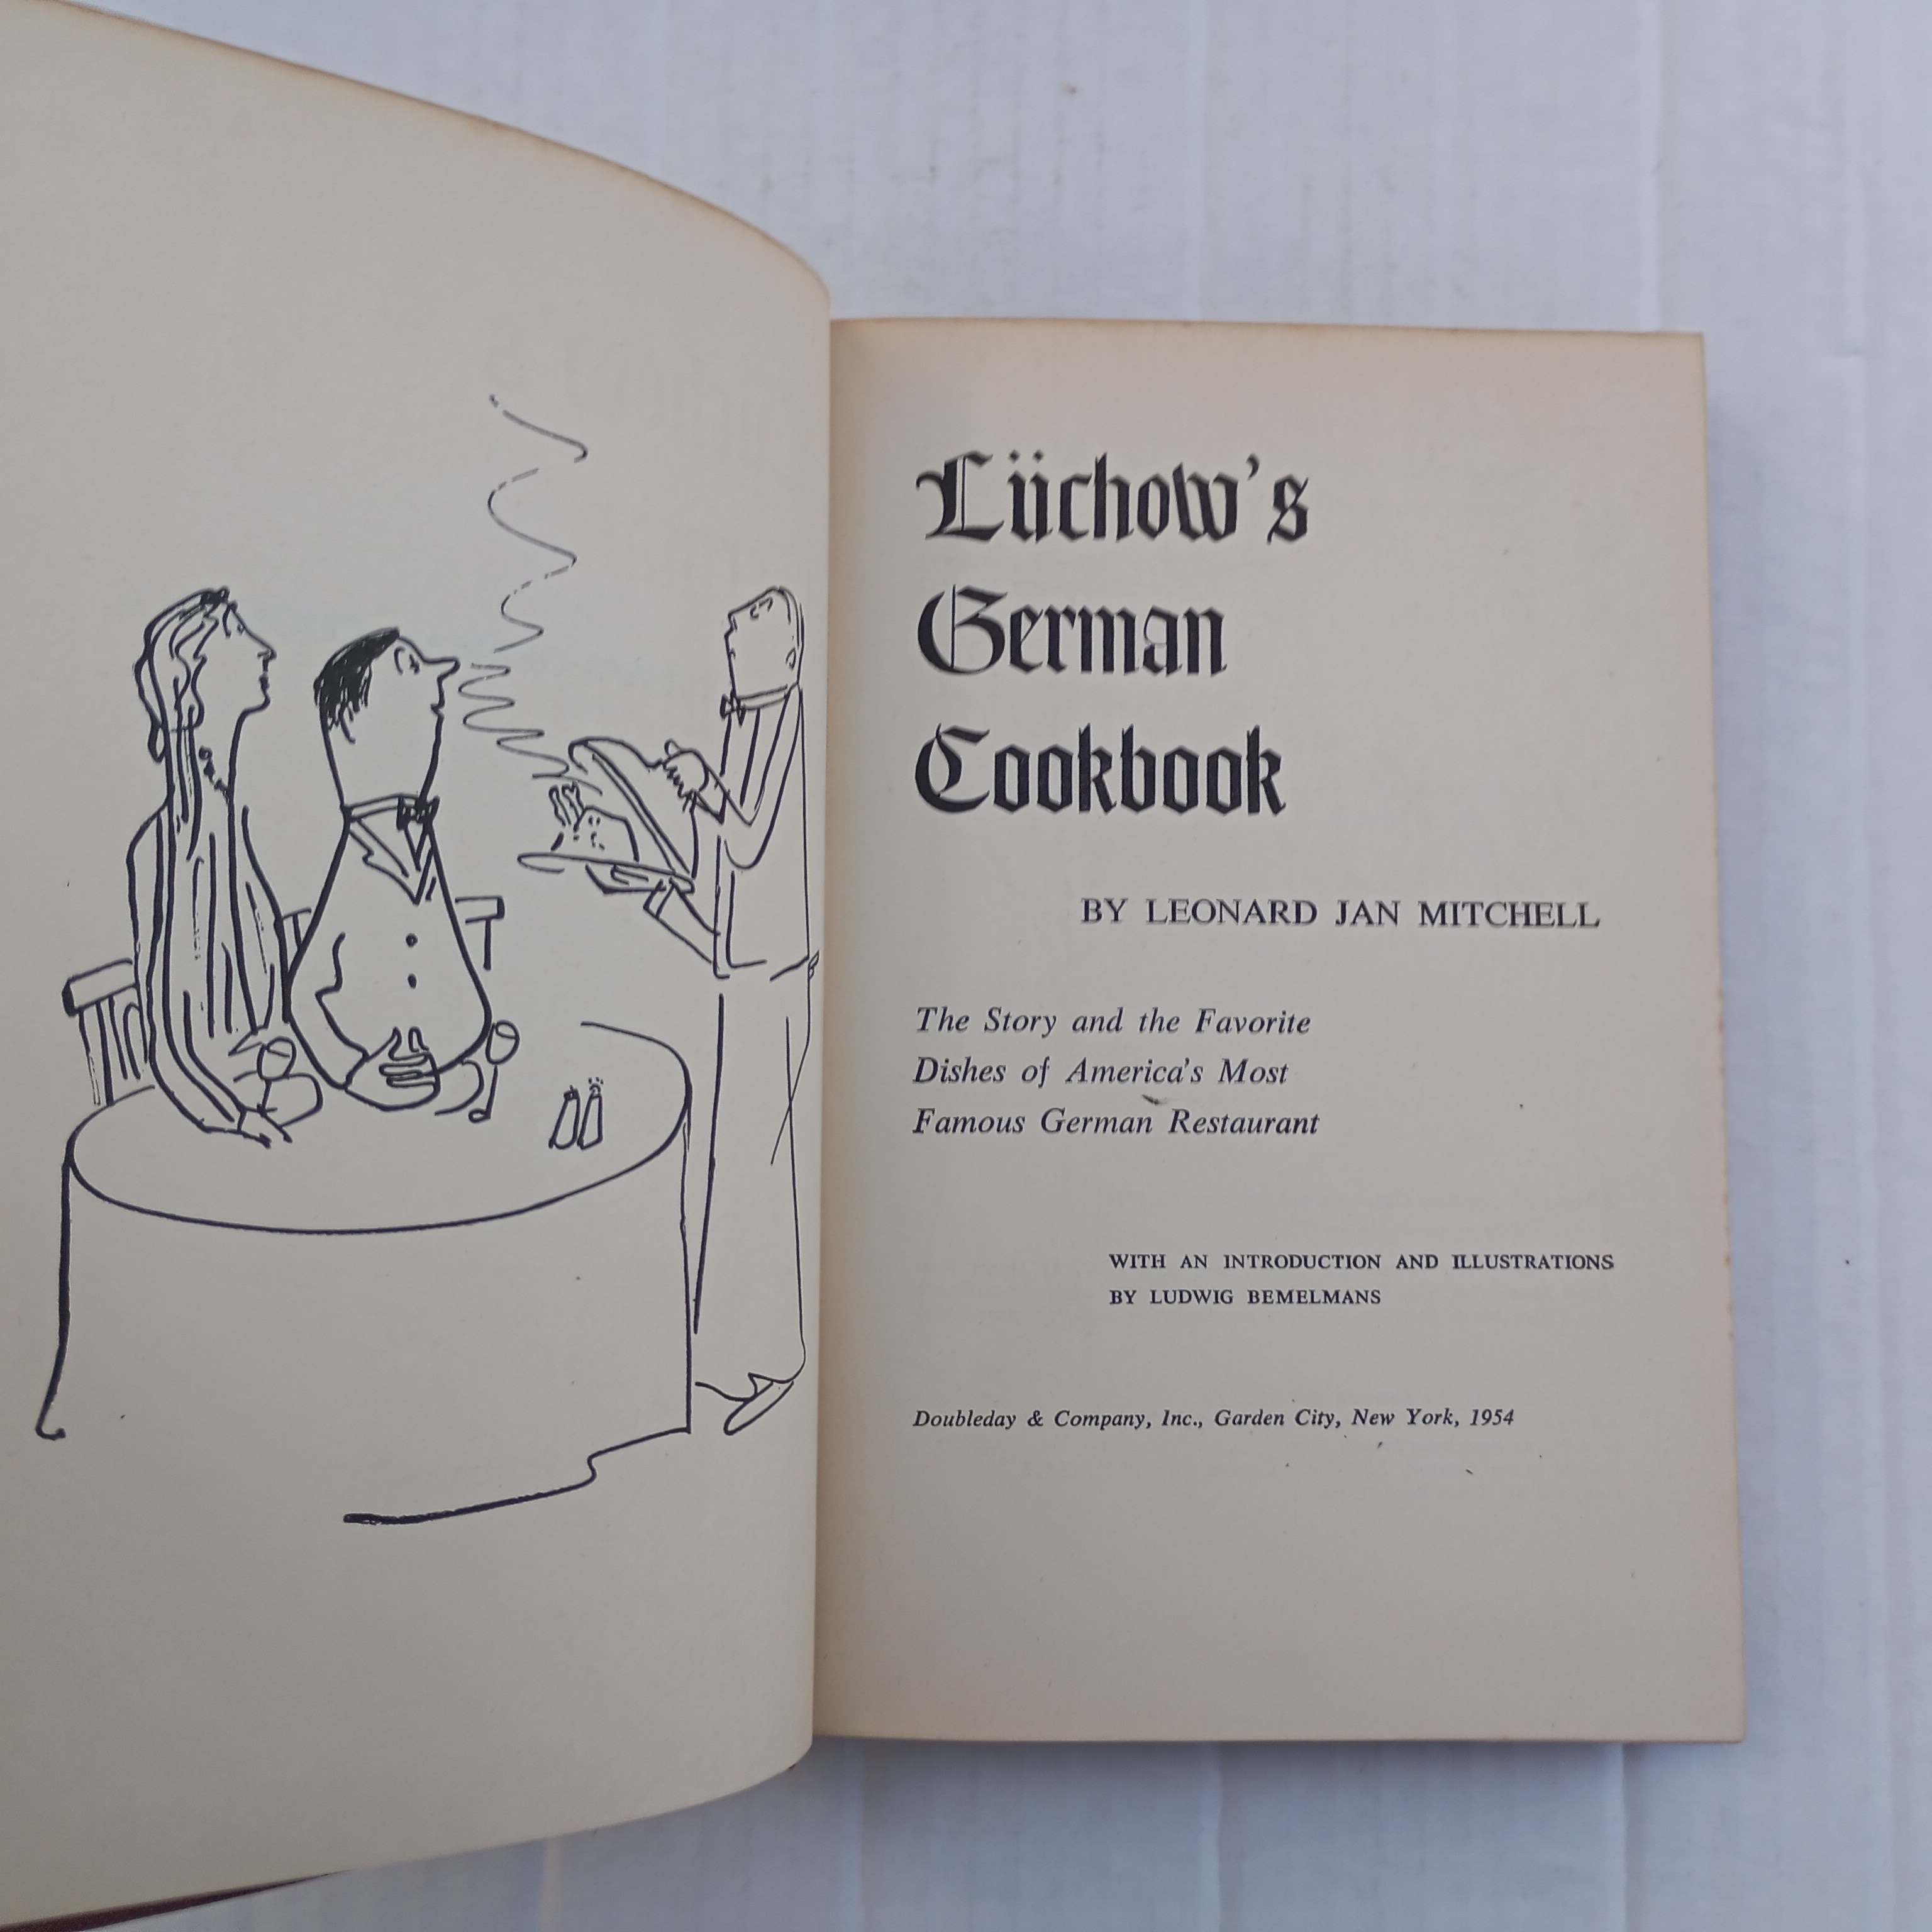 Lüchow's
German
Cookbook
BY LEONARD JAN MITCHELL
The Story and the Favorite
Dishes of America's Most
Famous German Restaurant
WITH AN INTRODUCTION AND ILLUSTRATIONS
BY LUDWIG BEMELMANS
Doubleday & Company, Inc., Garden City, New York, 1954